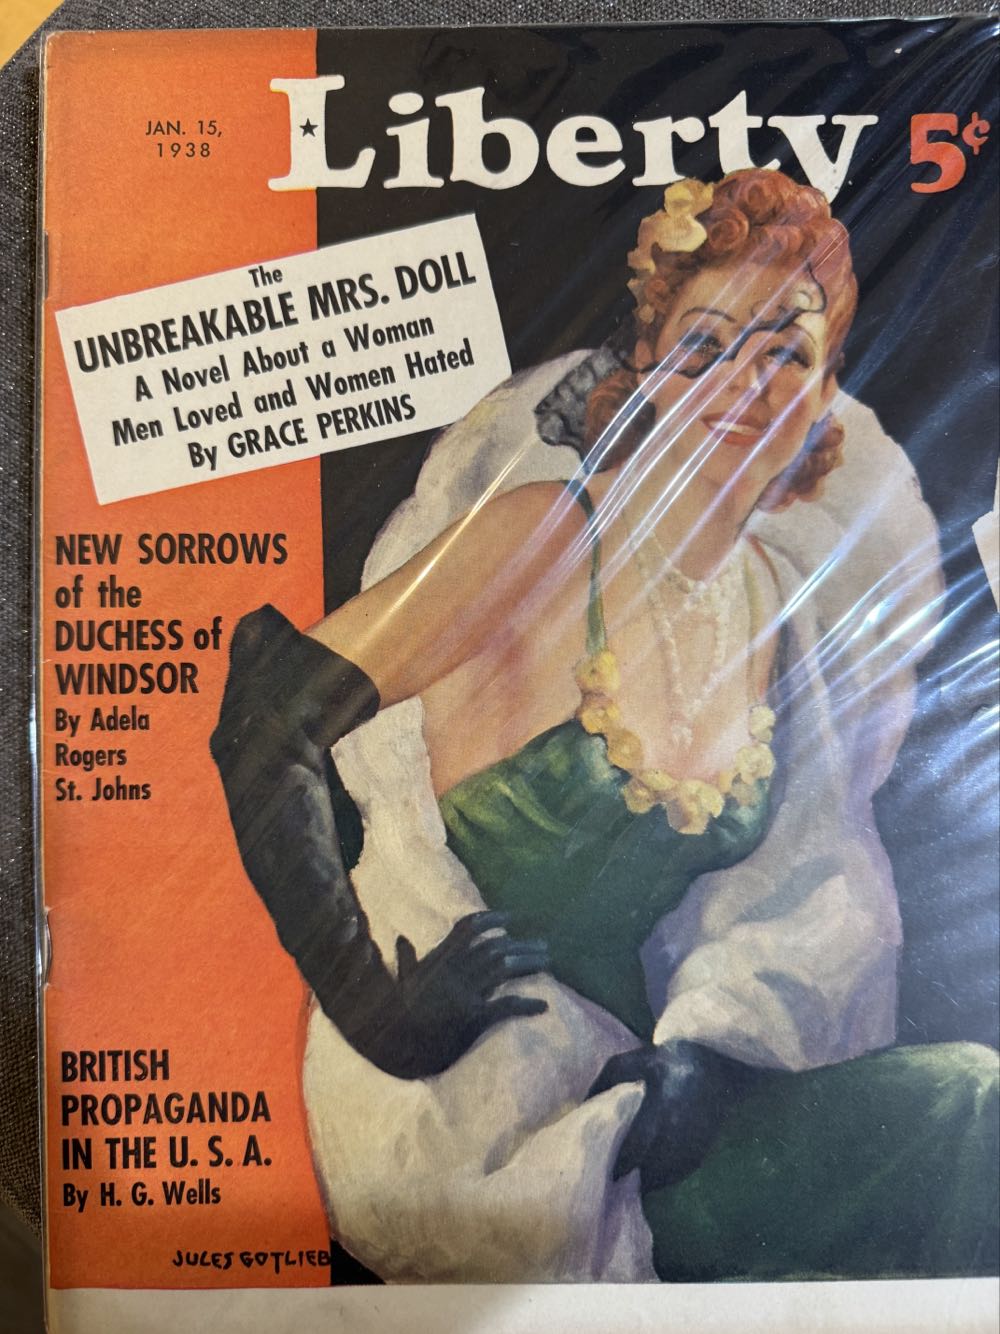 JAN. 15,
1938
Liberty
5¢
The
UNBREAKABLE MRS. DOLL
A Novel About a Woman
Men Loved and Women Hated
By GRACE PERKINS
NEW SORROWS
of the
DUCHESS of
WINDSOR
By Adela
Rogers
St. Johns
BRITISH
PROPAGANDA
IN THE U. S. A.
By H. G. Wells
JULES GOTLIEB